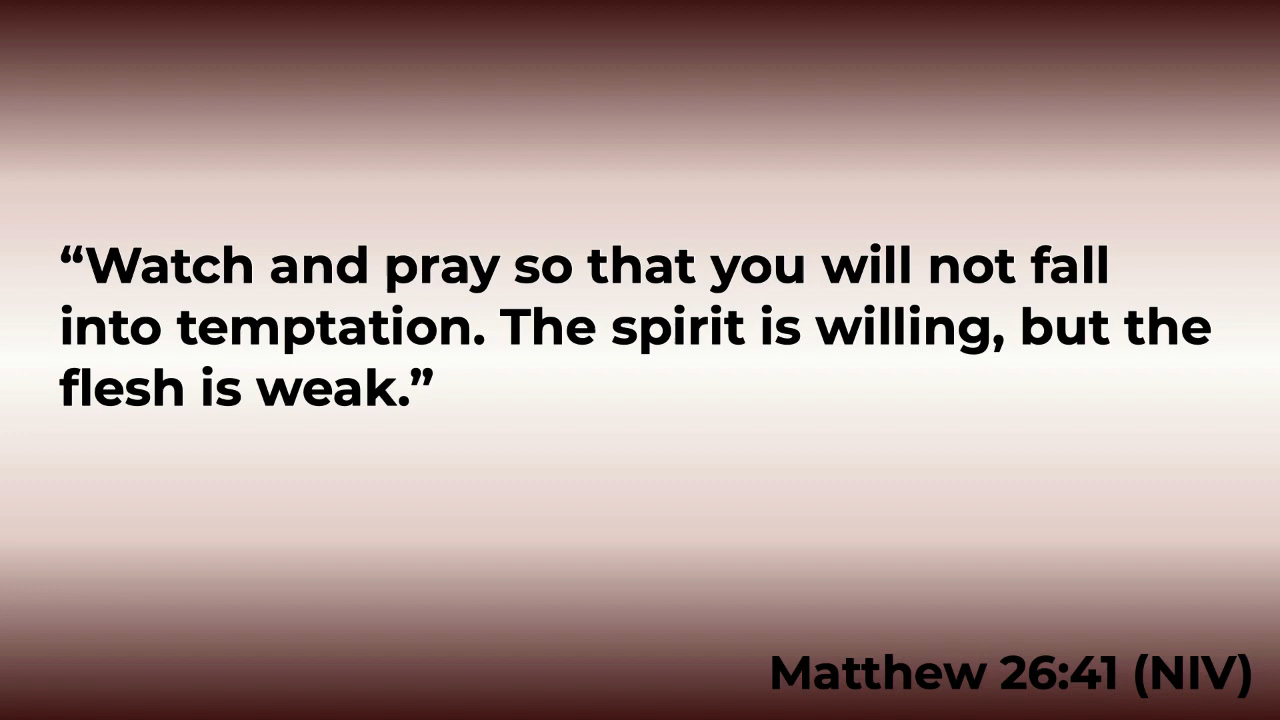 “Watch and pray so that you will not fall
into temptation. The spirit is willing, but the
flesh is weak.”
Matthew 26:41 (NIV)